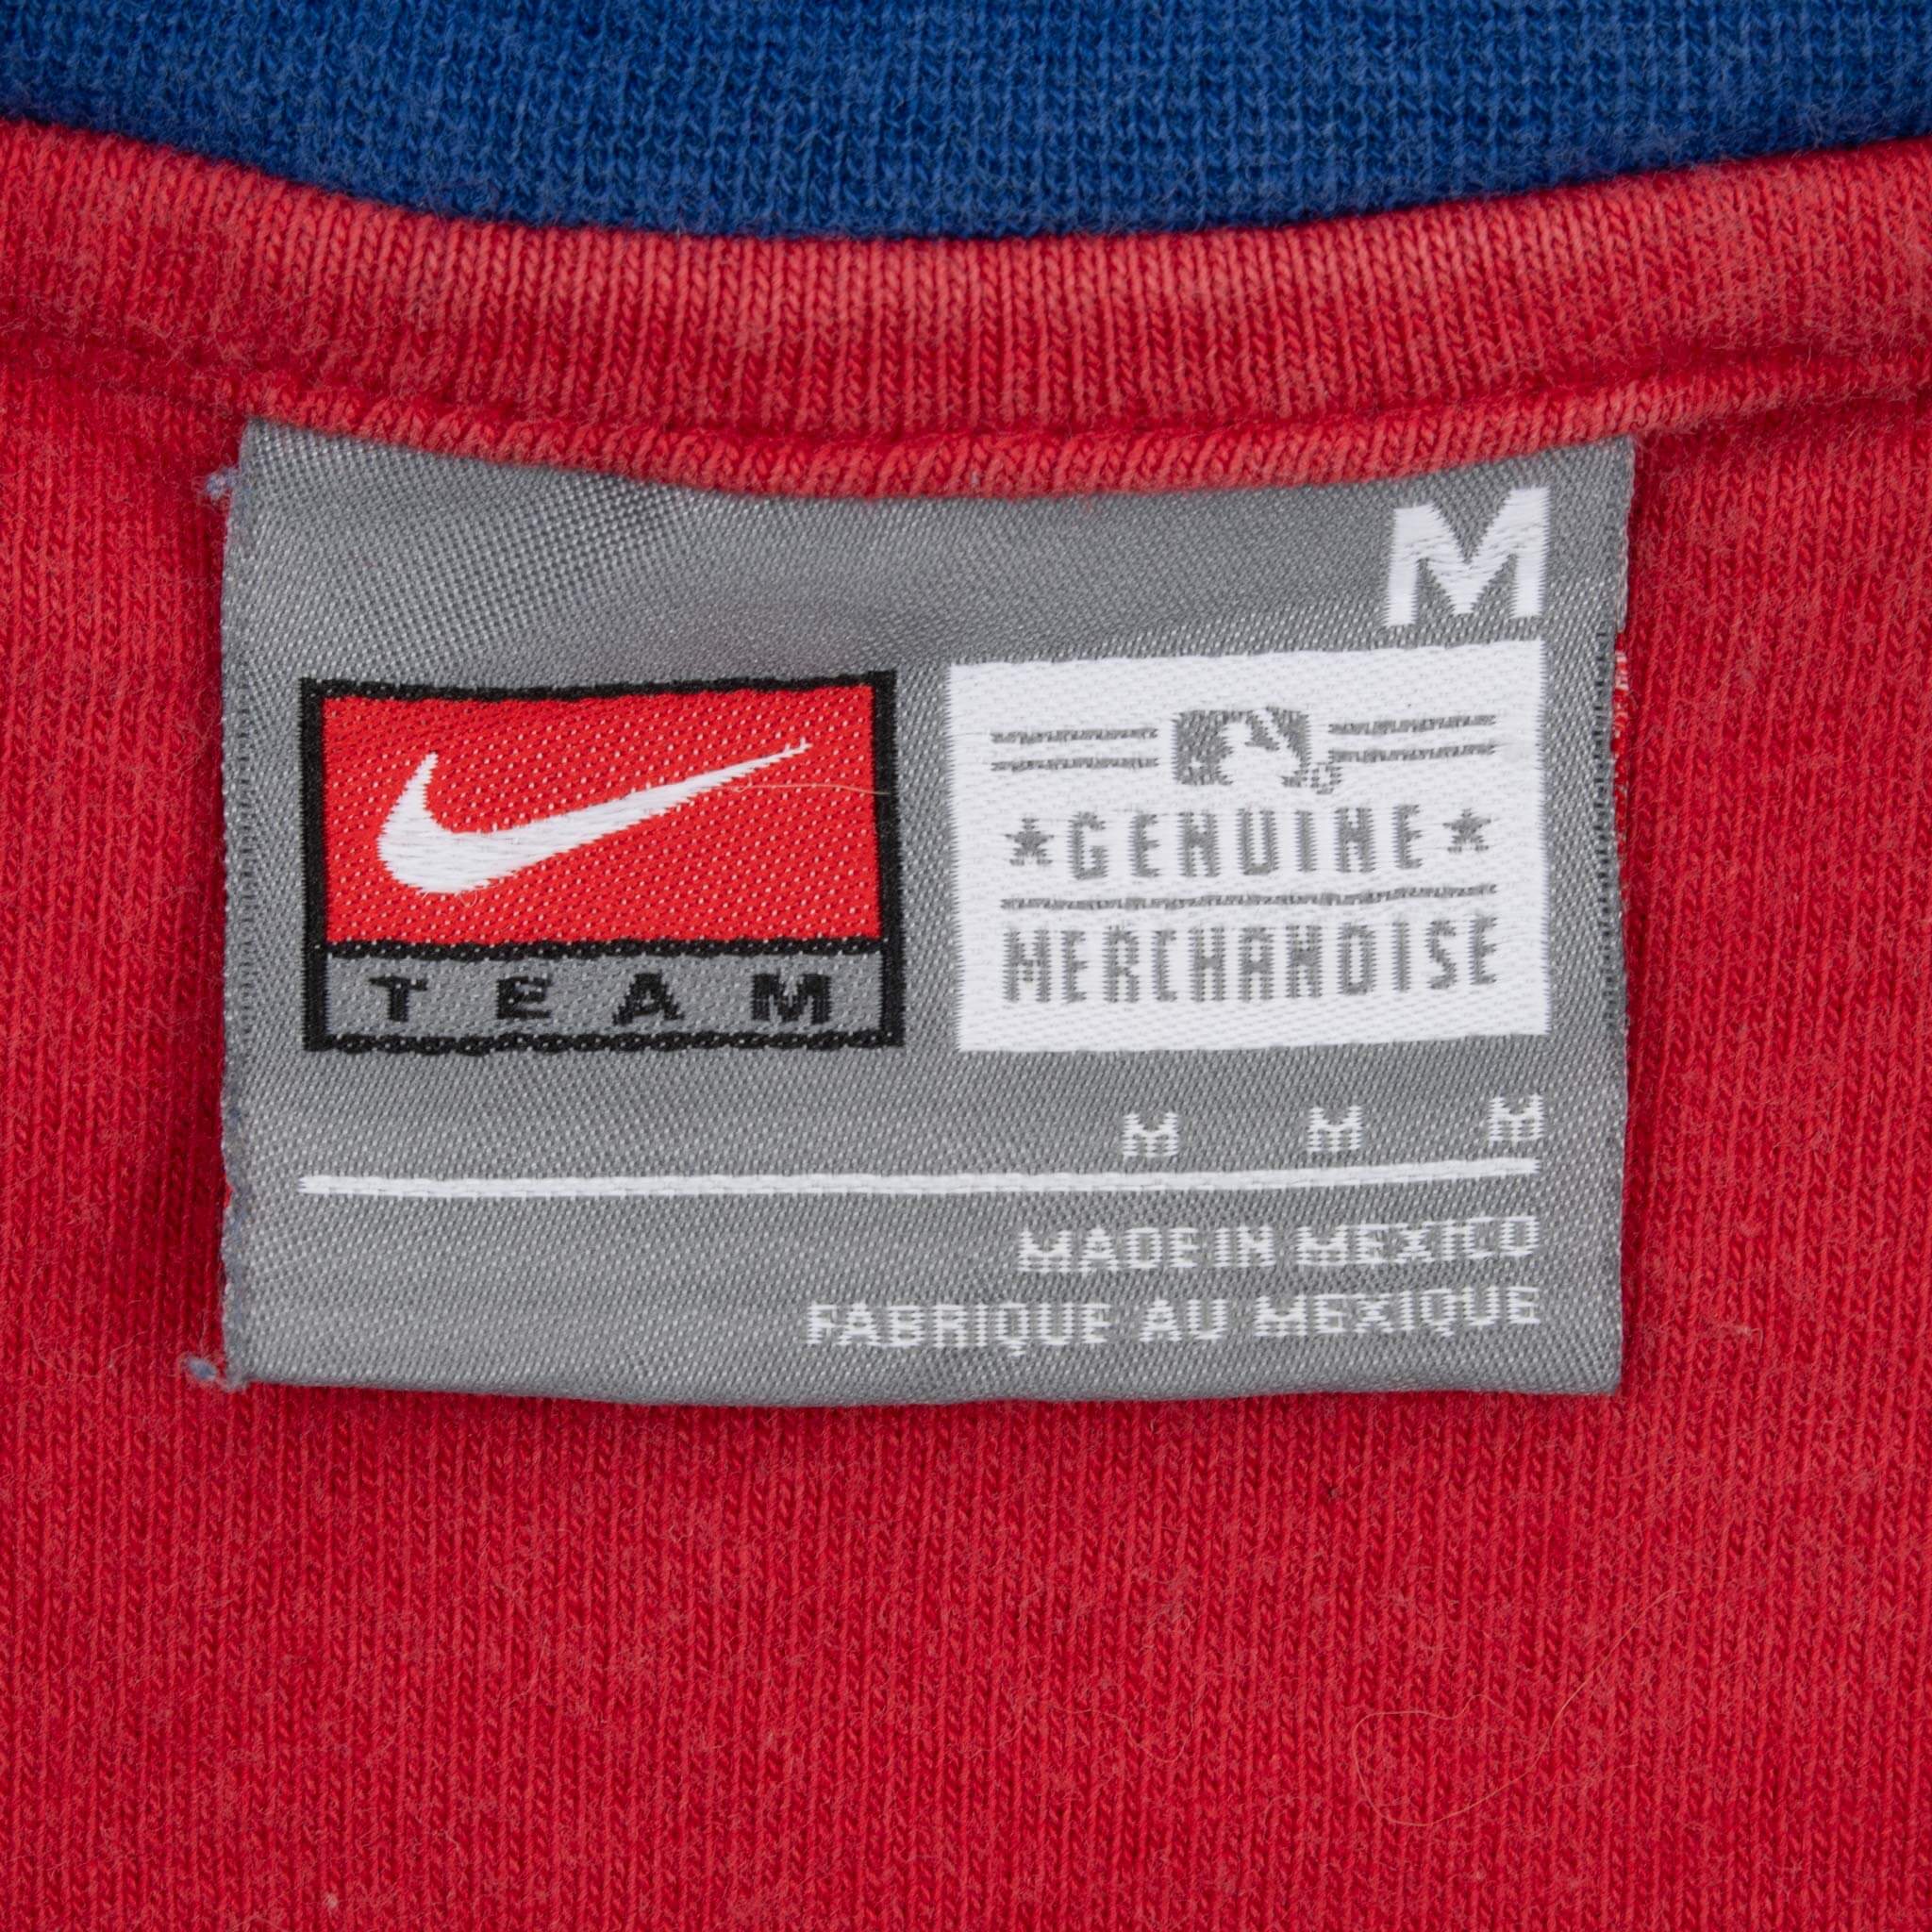 M
TEAM
GENUINE
MERCHANDISE
M M M
MADE IN MEXICO
FABRIQUE AU MEXIQUE